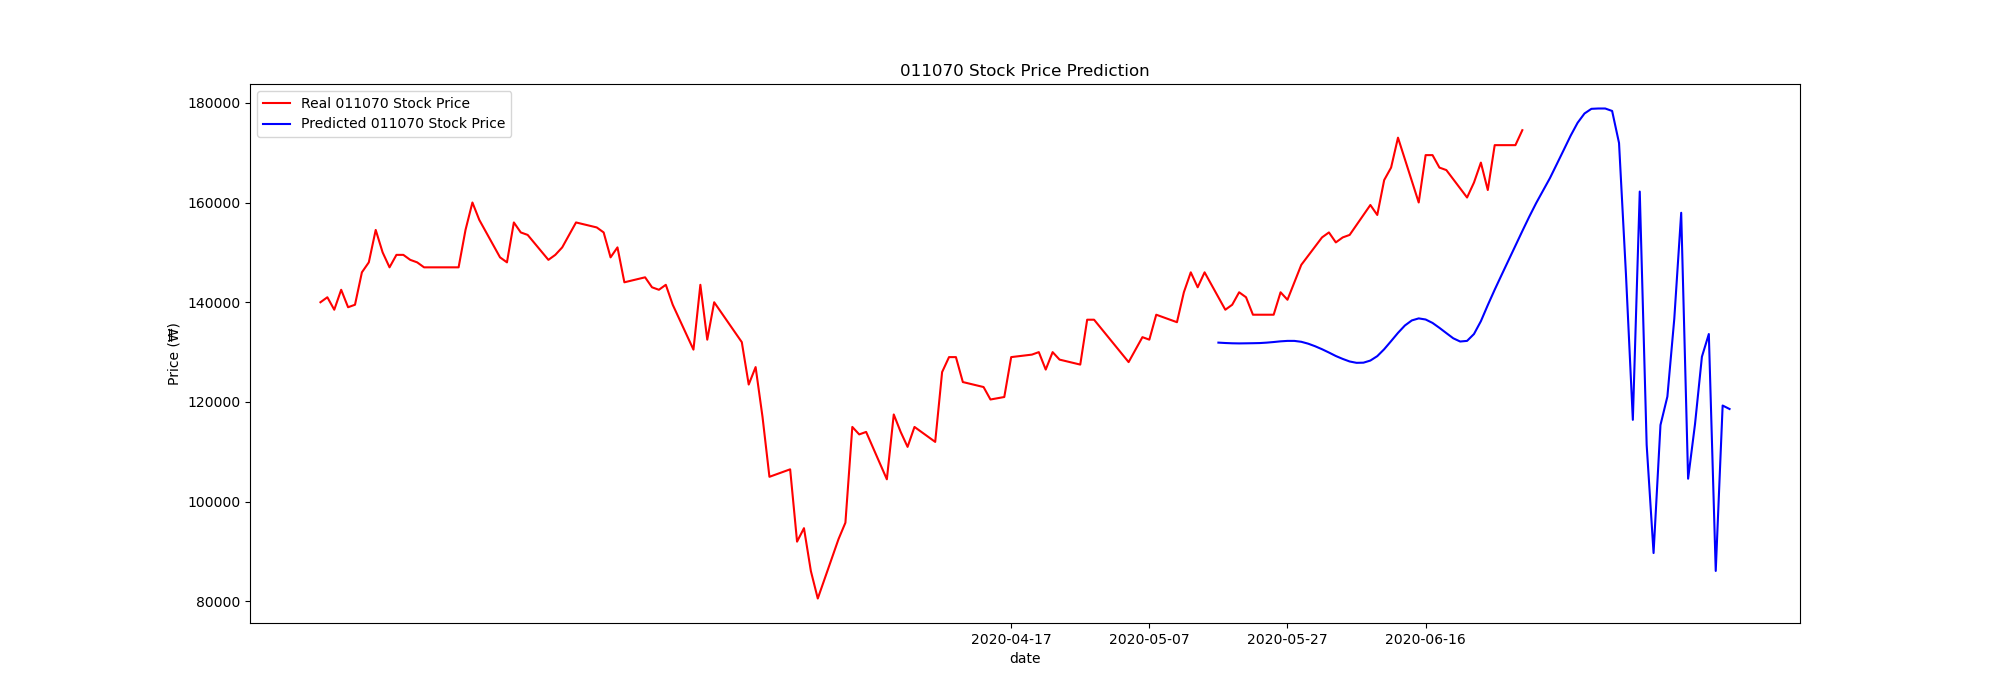 011070 Stock Price Prediction
Real 011070 Stock Price
Predicted 011070 Stock Price
Price (₩)
180000
160000
140000
120000
100000
80000
2020-04-17
2020-05-07
2020-05-27
2020-06-16
date